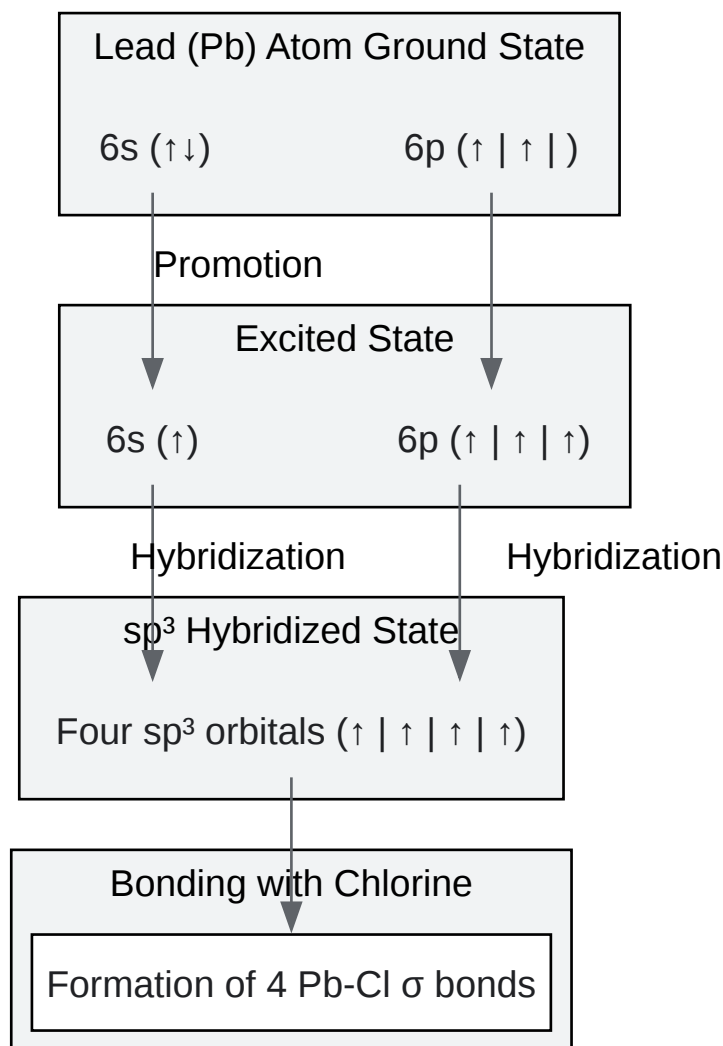 Lead (Pb) Atom Ground State
6s (↑↓) 6p (↑ | ↑ | )
Promotion
Excited State
6s (↑) 6p (↑ | ↑ | ↑)
Hybridization Hybridization
sp³ Hybridized State
Four sp³ orbitals (↑ | ↑ | ↑ | ↑)
Bonding with Chlorine
Formation of 4 Pb-Cl σ bonds